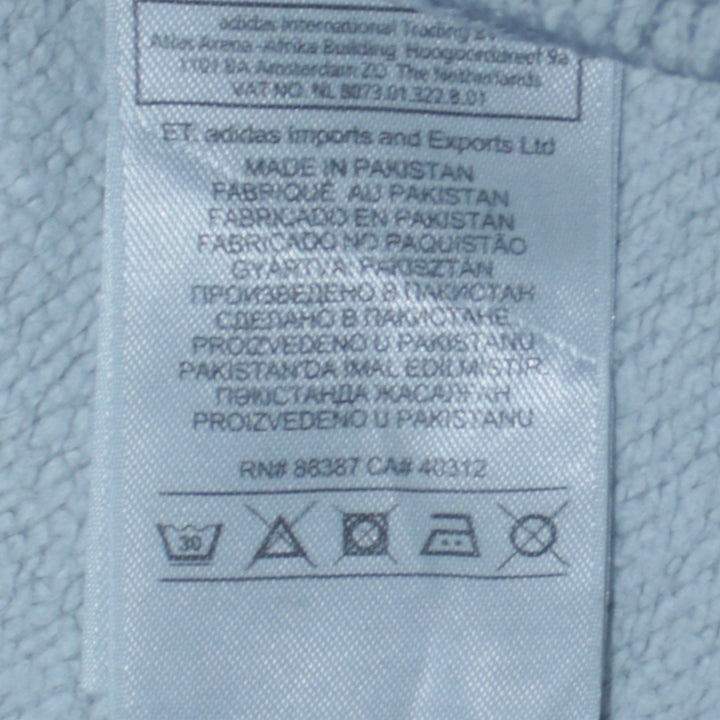 adidas International Trading
Atlas Arena -Afrika Building Hoogoorddreef 9a
1101 BA Amsterdam ZO The Netherlands
VAT NO. NL 8073.01.322.B.01
ET. adidas Imports and Exports Ltd
MADE IN PAKISTAN
FABRIQUÉ AU PAKISTAN
FABRICADO EN PAKISTÁN
FABRICADO NO PAQUISTÃO
GYÁRTVA: PAKISZTÁN
ПРОИЗВЕДЕНО В ПАКИСТАН
СДЕЛАНО В ПАКИСТАНЕ
PROIZVEDENO U PAKISTANU
PAKISTAN'DA İMAL EDİLMİŞTİR.
ПӘКІСТАНДА ЖАСАЛҒАН
PROIZVEDENO U PAKISTANU
RN# 88387 CA# 40312
30